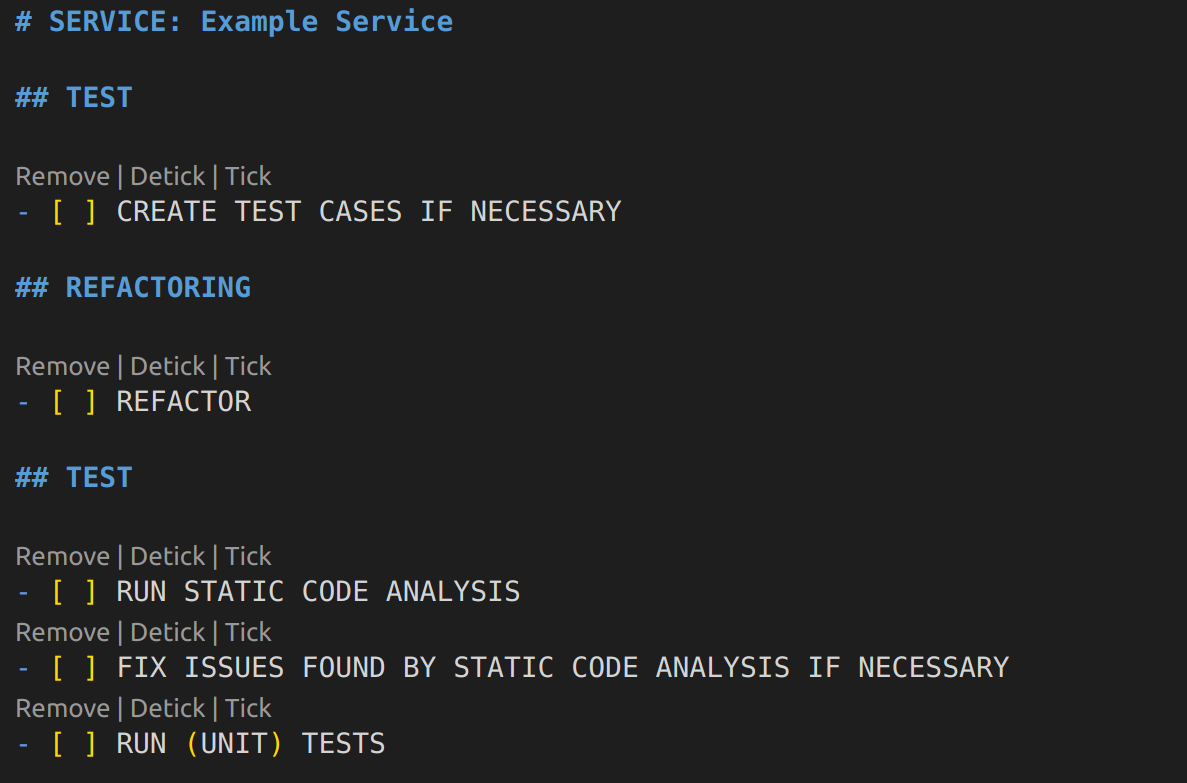 # SERVICE: Example Service
## TEST
Remove | Detick | Tick
- [ ] CREATE TEST CASES IF NECESSARY
## REFACTORING
Remove | Detick | Tick
- [ ] REFACTOR
## TEST
Remove | Detick | Tick
- [ ] RUN STATIC CODE ANALYSIS
Remove | Detick | Tick
- [ ] FIX ISSUES FOUND BY STATIC CODE ANALYSIS IF NECESSARY
Remove | Detick | Tick
- [ ] RUN (UNIT) TESTS